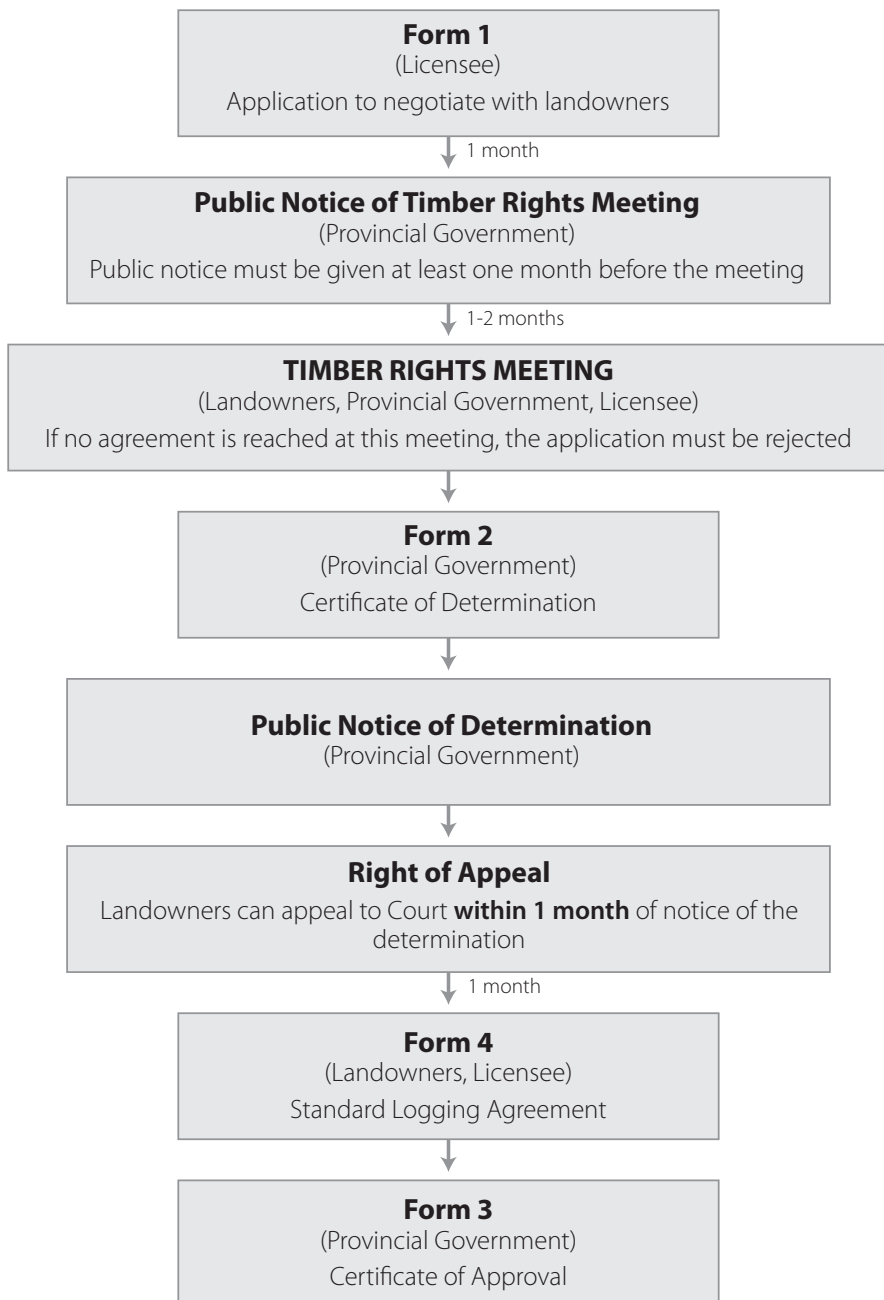 Form 1
(Licensee)
Application to negotiate with landowners
1 month
Public Notice of Timber Rights Meeting
(Provincial Government)
Public notice must be given at least one month before the meeting
1-2 months
TIMBER RIGHTS MEETING
(Landowners, Provincial Government, Licensee)
If no agreement is reached at this meeting, the application must be rejected
Form 2
(Provincial Government)
Certificate of Determination
Public Notice of Determination
(Provincial Government)
Right of Appeal
Landowners can appeal to Court within 1 month of notice of the
determination
1 month
Form 4
(Landowners, Licensee)
Standard Logging Agreement
Form 3
(Provincial Government)
Certificate of Approval